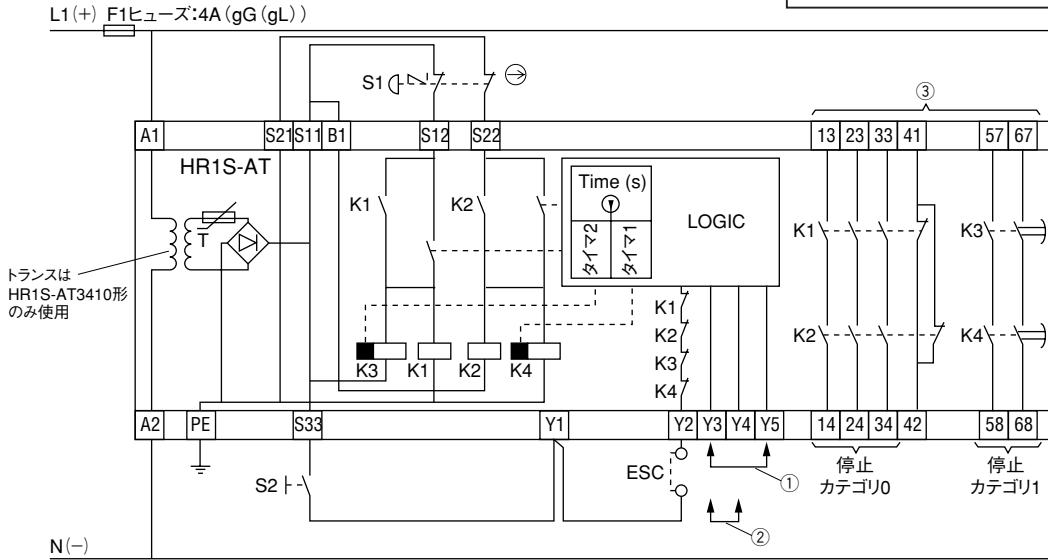 L1(+) F1ヒューズ:4A(gG(gL))
S1
③
A1 S21 S11 B1 S12 S22 13 23 33 41 57 67
HR1S-AT
Time (s)
LOGIC
タイマ2
タイマ1
K1
K2
K1
K3
T
トランスは
HR1S-AT3410形
のみ使用
K1
K2
K3
K4
K2
K4
K3 K1 K2 K4
A2 PE S33 Y1 Y2 Y3 Y4 Y5 14 24 34 42 58 68
S2
ESC
①
②
停止
カテゴリ0
停止
カテゴリ1
N(−)